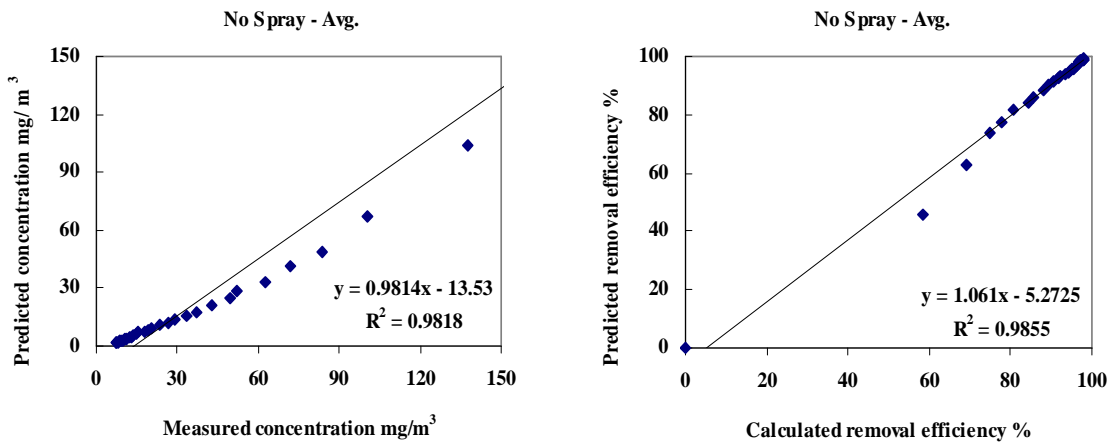 No Spray - Avg.
Predicted concentration mg/ m³
150
120
90
60
30
0
0 30 60 90 120 150
y = 0.9814x - 13.53
R² = 0.9818
Measured concentration mg/m³
No Spray - Avg.
Predicted removal efficiency %
100
80
60
40
20
0
0 20 40 60 80 100
y = 1.061x - 5.2725
R² = 0.9855
Calculated removal efficiency %